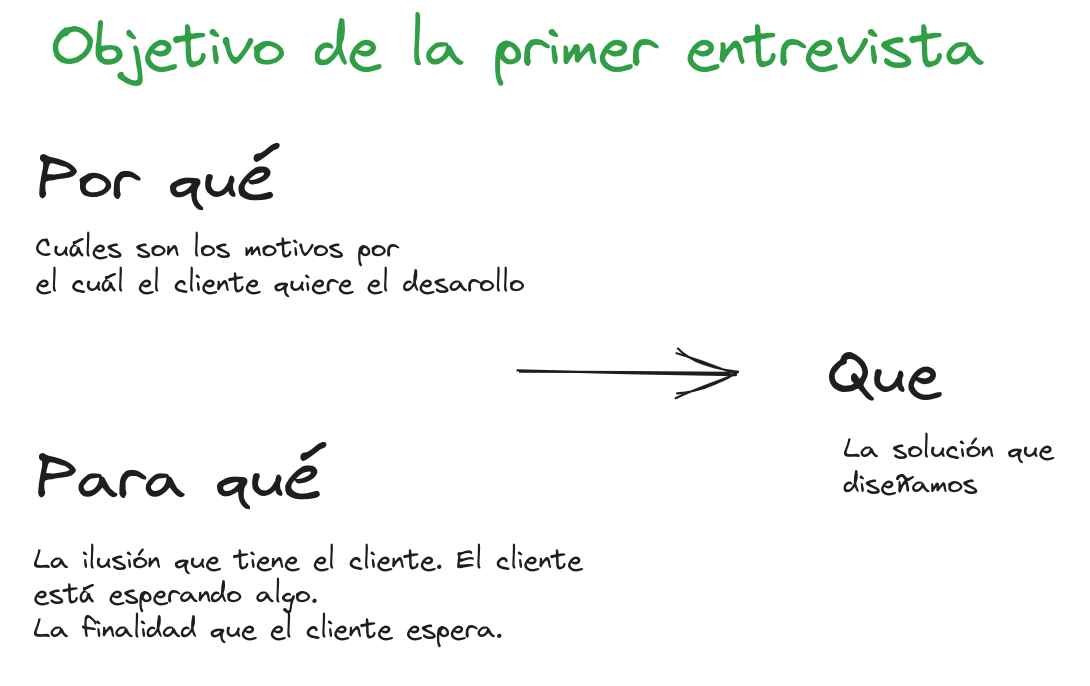 Objetivo de la primer entrevista
Por qué
Cuáles son los motivos por
el cuál el cliente quiere el desarollo
Que
La solución que
diseñamos
Para qué
La ilusión que tiene el cliente. El cliente
está esperando algo.
La finalidad que el cliente espera.